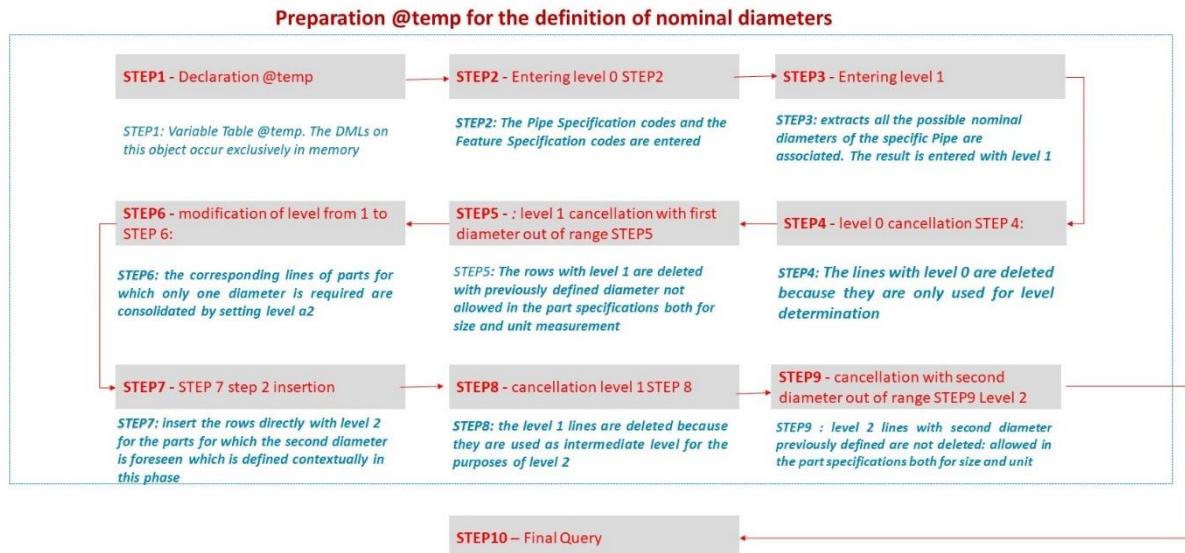 Preparation @temp for the definition of nominal diameters
STEP1 - Declaration @temp
STEP1: Variable Table @temp. The DMLs on
this object occur exclusively in memory
STEP2 - Entering level 0 STEP2
STEP2: The Pipe Specification codes and the
Feature Specification codes are entered
STEP3 - Entering level 1
STEP3: extracts all the possible nominal
diameters of the specific Pipe are
associated. The result is entered with level 1
STEP4 - level 0 cancellation STEP 4:
STEP4: The lines with level 0 are deleted
because they are only used for level
determination
STEP5 - : level 1 cancellation with first
diameter out of range STEP5
STEP5: The rows with level 1 are deleted
with previously defined diameter not
allowed in the part specifications both for
size and unit measurement
STEP6 - modification of level from 1 to
STEP 6:
STEP6: the corresponding lines of parts for
which only one diameter is required are
consolidated by setting level a2
STEP7 - STEP 7 step 2 insertion
STEP7: insert the rows directly with level 2
for the parts for which the second diameter
is foreseen which is defined contextually in
this phase
STEP8 - cancellation level 1 STEP 8
STEP8: the level 1 lines are deleted because
they are used as intermediate level for the
purposes of level 2
STEP9 - cancellation with second
diameter out of range STEP9 Level 2
STEP9 : level 2 lines with second diameter
previously defined are not deleted: allowed in
the part specifications both for size and unit
STEP10 – Final Query